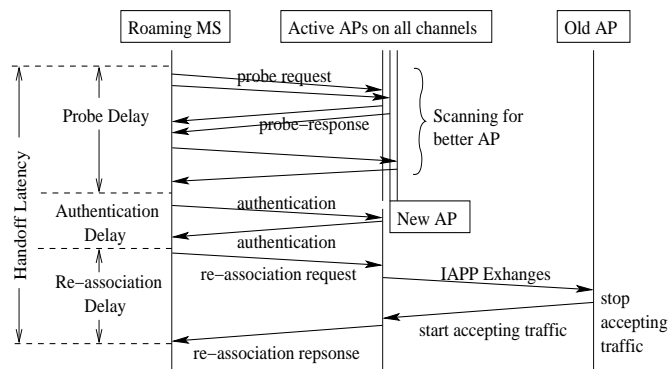 Roaming MS
Active APs on all channels
Old AP
probe request
Probe Delay
probe-response
Scanning for
better AP
Handoff Latency
authentication
Authentication
Delay
New AP
authentication
re-association request
IAPP Exhanges
Re-association
Delay
stop
accepting
traffic
start accepting traffic
re-association repsonse